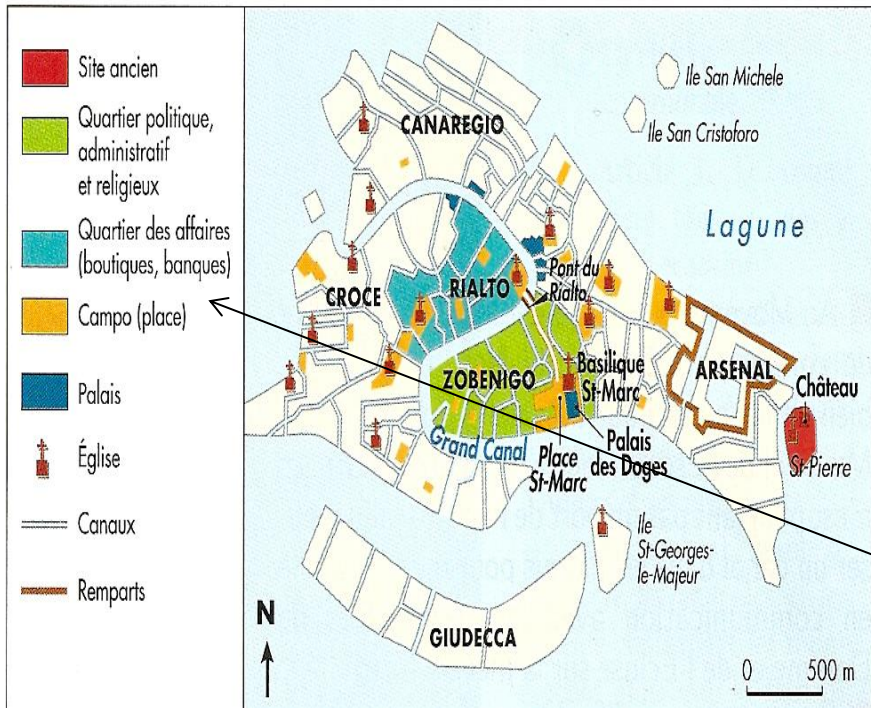 Site ancien
Quartier politique,
administratif
et religieux
Quartier des affaires
(boutiques, banques)
Campo (place)
Palais
Église
Canaux
Remparts
Ile San Michele
Ile San Cristoforo
CANAREGIO
Lagune
Pont du
Rialto
CROCE
RIALTO
ARSENAL
ZOBENIGO
Basilique
St-Marc
Château
St-Pierre
Grand Canal
Place
St-Marc
Palais
des Doges
Ile
St-Georges-
le-Majeur
GIUDECCA
N
0 500 m